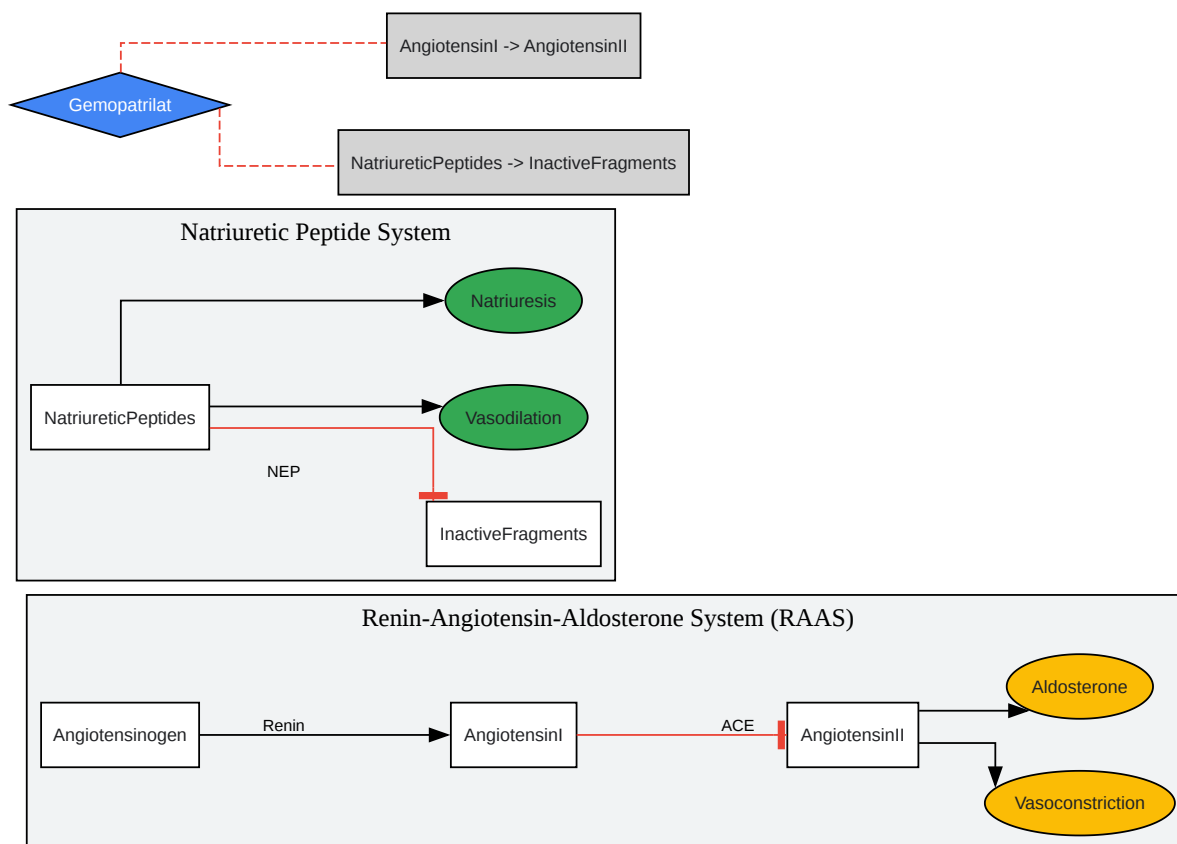 AngiotensinI -> AngiotensinII
Gemopatrilat
NatriureticPeptides -> InactiveFragments
Natriuretic Peptide System
Natriuresis
NatriureticPeptides
Vasodilation
NEP
InactiveFragments
Renin-Angiotensin-Aldosterone System (RAAS)
Aldosterone
Angiotensinogen
Renin
AngiotensinI
ACE
AngiotensinII
Vasoconstriction